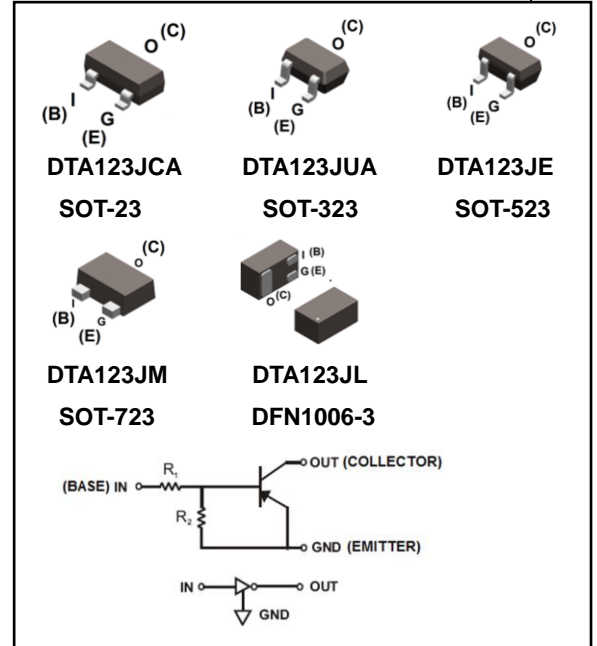 O (C)
I
(B)
G
(E)
DTA123JCA
SOT-23
O (C)
I
(B)
G
(E)
DTA123JUA
SOT-323
O (C)
I
(B)
G
(E)
DTA123JE
SOT-523
(C)
O
(B) I
G
(E)
DTA123JM
SOT-723
I (B)
G (E)
O (C)
DTA123JL
DFN1006-3
(BASE) IN
R1
R2
OUT (COLLECTOR)
GND (EMITTER)
IN
OUT
GND